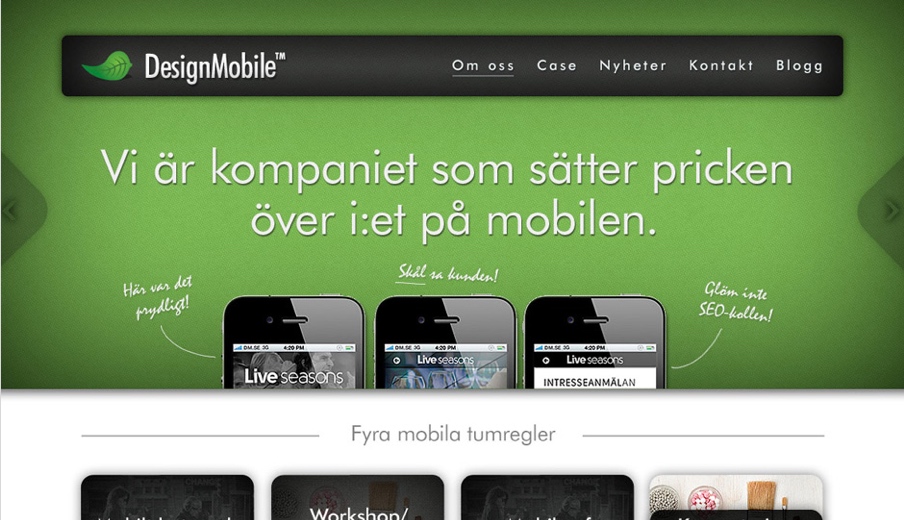 DesignMobile™
Om oss Case Nyheter Kontakt Blogg
Vi är kompaniet som sätter pricken
över i:et på mobilen.
Här var det
prydligt!
Skål sa kunden!
Glöm inte
SEO-kollen!
DM.SE 3G 4:20 PM
Live seasons
DM.SE 3G 4:20 PM
Live seasons
DM.SE 3G 4:20 PM
Live seasons
INTRESSEANMÄLAN
Fyra mobila tumregler
Workshop/